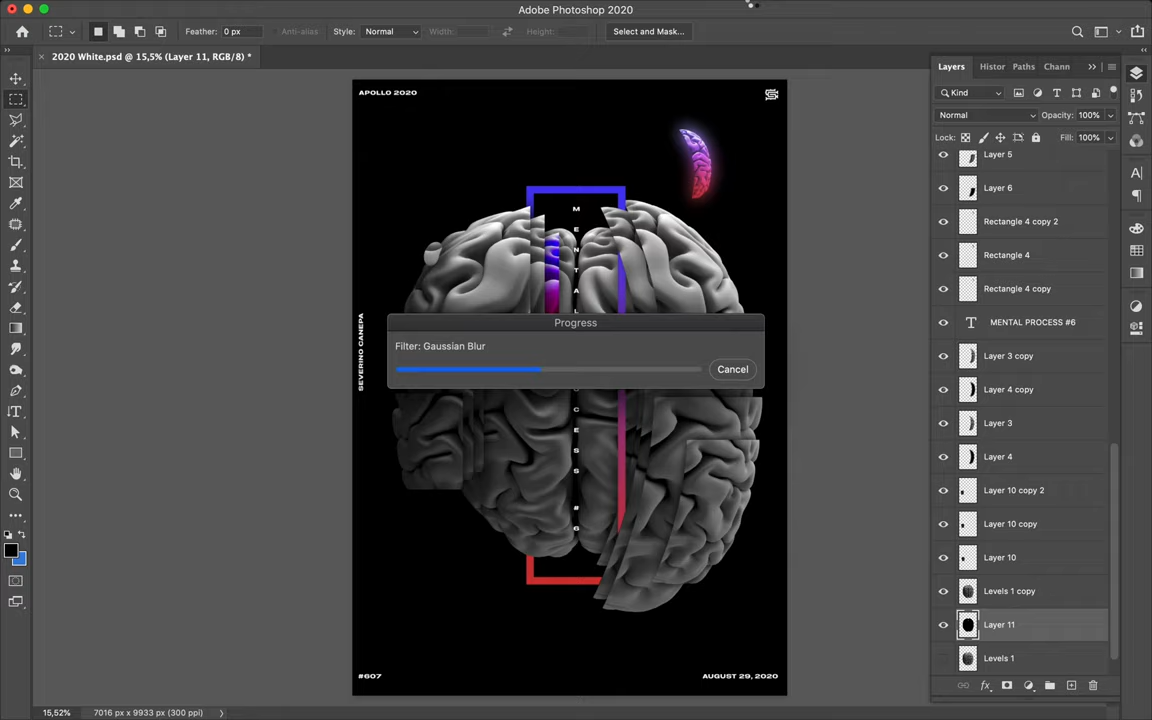 Adobe Photoshop 2020
Feather: 0 px
Anti-alias
Style: Normal
Width:
Height:
Select and Mask...
2020 White.psd @ 15,5% (Layer 11, RGB/8) *
Layers Histor Paths Chann
Kind
Normal
Opacity: 100%
Lock:
Fill: 100%
Layer 5
Layer 6
Rectangle 4 copy 2
Rectangle 4
Rectangle 4 copy
MENTAL PROCESS #6
Layer 3 copy
Layer 4 copy
Layer 3
Layer 4
Layer 10 copy 2
Layer 10 copy
Layer 10
Levels 1 copy
Layer 11
Levels 1
APOLLO 2020
SEVERINO CANEPA
M
E
N
T
A
L
Progress
Filter: Gaussian Blur
Cancel
C
E
S
S
#
6
#607
AUGUST 29, 2020
15,52%
7016 px x 9933 px (300 ppi)